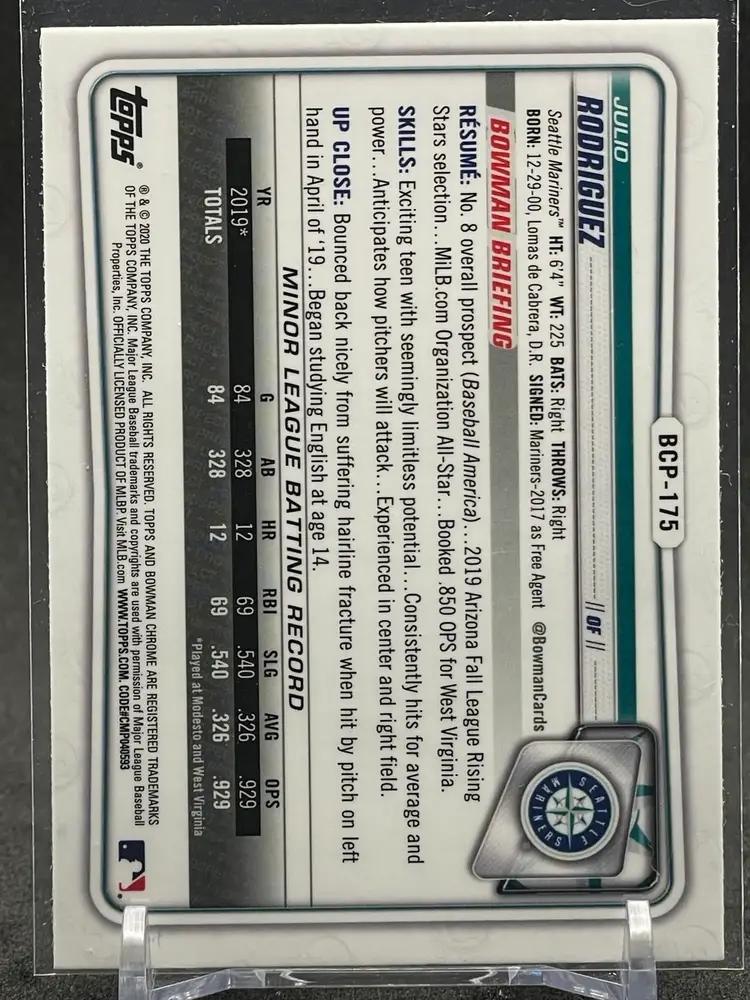 BCP-175
JULIO
RODRIGUEZ
|| OF ||
Seattle Mariners™ HT: 6'4" WT: 225 BATS: Right THROWS: Right
BORN: 12-29-00, Lomas de Cabrera, D.R. SIGNED: Mariners-2017 as Free Agent @BowmanCards
SEATTLE
MARINERS
BOWMAN BRIEFING
RÉSUMÉ: No. 8 overall prospect (Baseball America)...2019 Arizona Fall League Rising
Stars selection...MiLB.com Organization All-Star...Booked .850 OPS for West Virginia.
SKILLS: Exciting teen with seemingly limitless potential...Consistently hits for average and
power...Anticipates how pitchers will attack...Experienced in center and right field.
UP CLOSE: Bounced back nicely from suffering hairline fracture when hit by pitch on left
hand in April of '19...Began studying English at age 14.
MINOR LEAGUE BATTING RECORD
YR G AB HR RBI SLG AVG OPS
2019* 84 328 12 69 .540 .326 .929
TOTALS 84 328 12 69 .540 .326 .929
*Played at Modesto and West Virginia
topps®
® & © 2020 THE TOPPS COMPANY, INC. ALL RIGHTS RESERVED. TOPPS AND BOWMAN CHROME ARE REGISTERED TRADEMARKS
OF THE TOPPS COMPANY, INC. Major League Baseball trademarks and copyrights are used with permission of Major League Baseball
Properties, Inc. OFFICIALLY LICENSED PRODUCT OF MLBP. Visit MLB.com WWW.TOPPS.COM. CODE#CMP040593